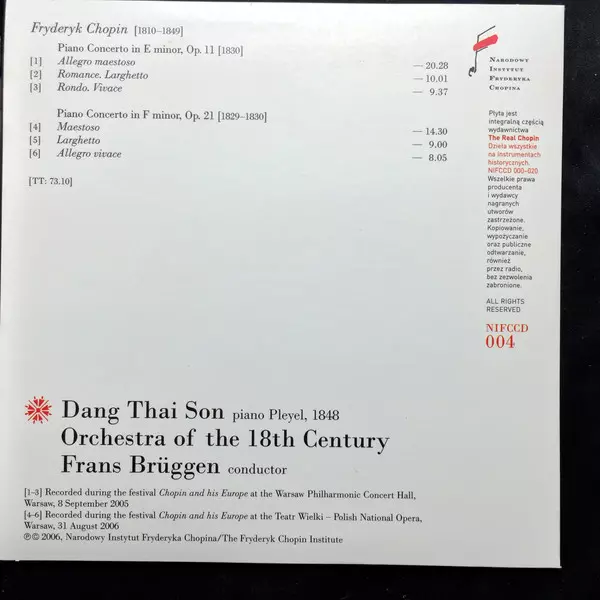 Fryderyk Chopin [1810–1849]
Piano Concerto in E minor, Op. 11 [1830]
[1] Allegro maestoso — 20.28
[2] Romance. Larghetto — 10.01
[3] Rondo. Vivace — 9.37
Piano Concerto in F minor, Op. 21 [1829–1830]
[4] Maestoso — 14.30
[5] Larghetto — 9.00
[6] Allegro vivace — 8.05
[TT: 73.10]
Narodowy
Instytut
Fryderyka
Chopina
Płyta jest
integralną częścią
wydawnictwa
The Real Chopin
Dzieła wszystkie
na instrumentach
historycznych.
NIFCCD 000–020.
Wszelkie prawa
producenta
i wydawcy
nagranych
utworów
zastrzeżone.
Kopiowanie,
wypożyczanie
oraz publiczne
odtwarzanie,
również
przez radio,
bez zezwolenia
zabronione.
ALL RIGHTS
RESERVED
NIFCCD
004
Dang Thai Son piano Pleyel, 1848
Orchestra of the 18th Century
Frans Brüggen conductor
[1–3] Recorded during the festival Chopin and his Europe at the Warsaw Philharmonic Concert Hall,
Warsaw, 8 September 2005
[4–6] Recorded during the festival Chopin and his Europe at the Teatr Wielki – Polish National Opera,
Warsaw, 31 August 2006
℗© 2006, Narodowy Instytut Fryderyka Chopina/The Fryderyk Chopin Institute